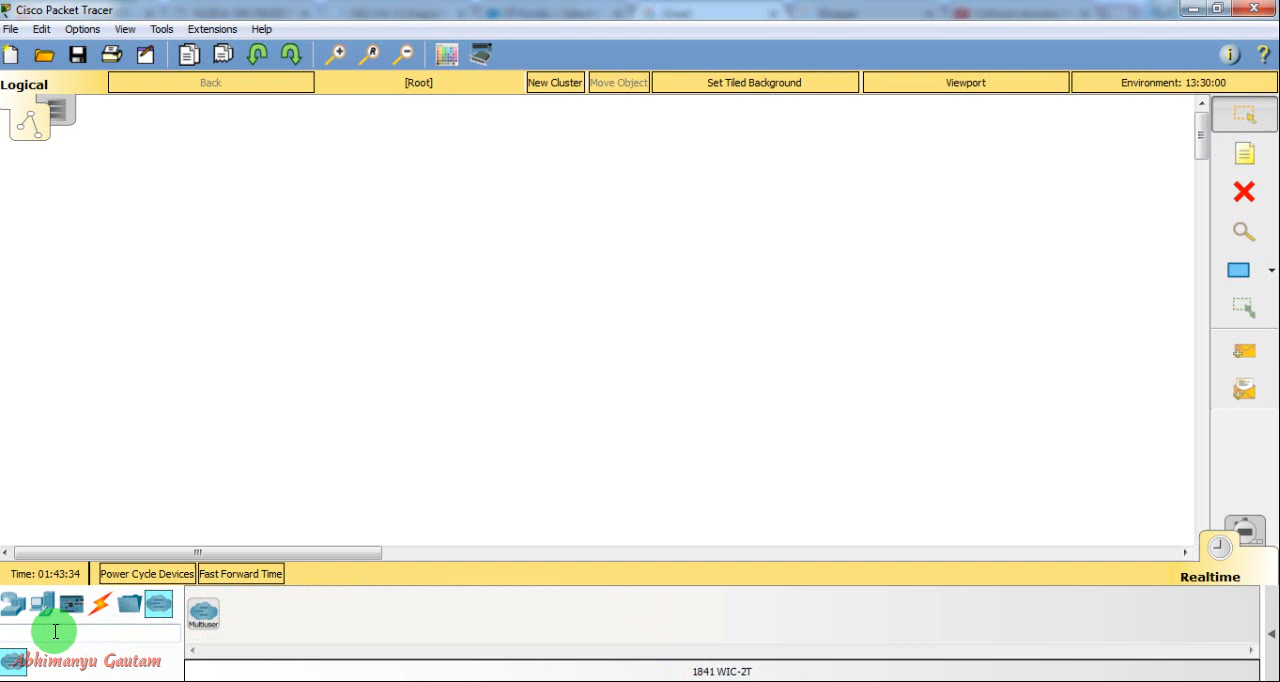 Cisco Packet Tracer
File Edit Options View Tools Extensions Help
Logical Back [Root] New Cluster Move Object Set Tiled Background Viewport Environment: 13:30:00
Time: 01:43:34 Power Cycle Devices Fast Forward Time Realtime
Multiuser
Abhimanyu Gautam
1841 WIC-2T